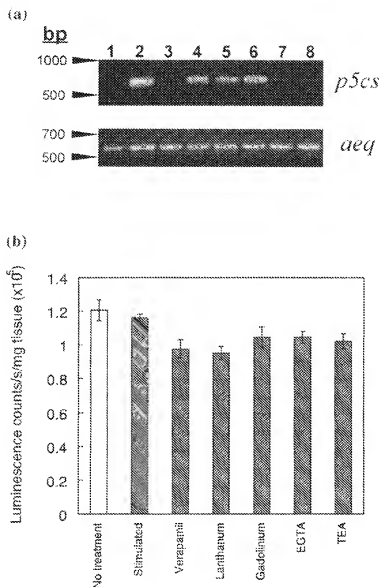 (a)
bp
1 2 3 4 5 6 7 8
1000
500
p5cs
700
500
aeq
(b)
Luminescence counts/s/mg tissue (x10⁶)
1.4
1.2
1
0.8
0.6
0.4
0.2
0
No treatment
Stimulated
Verapamil
Lanthanum
Gadolinium
EGTA
TEA